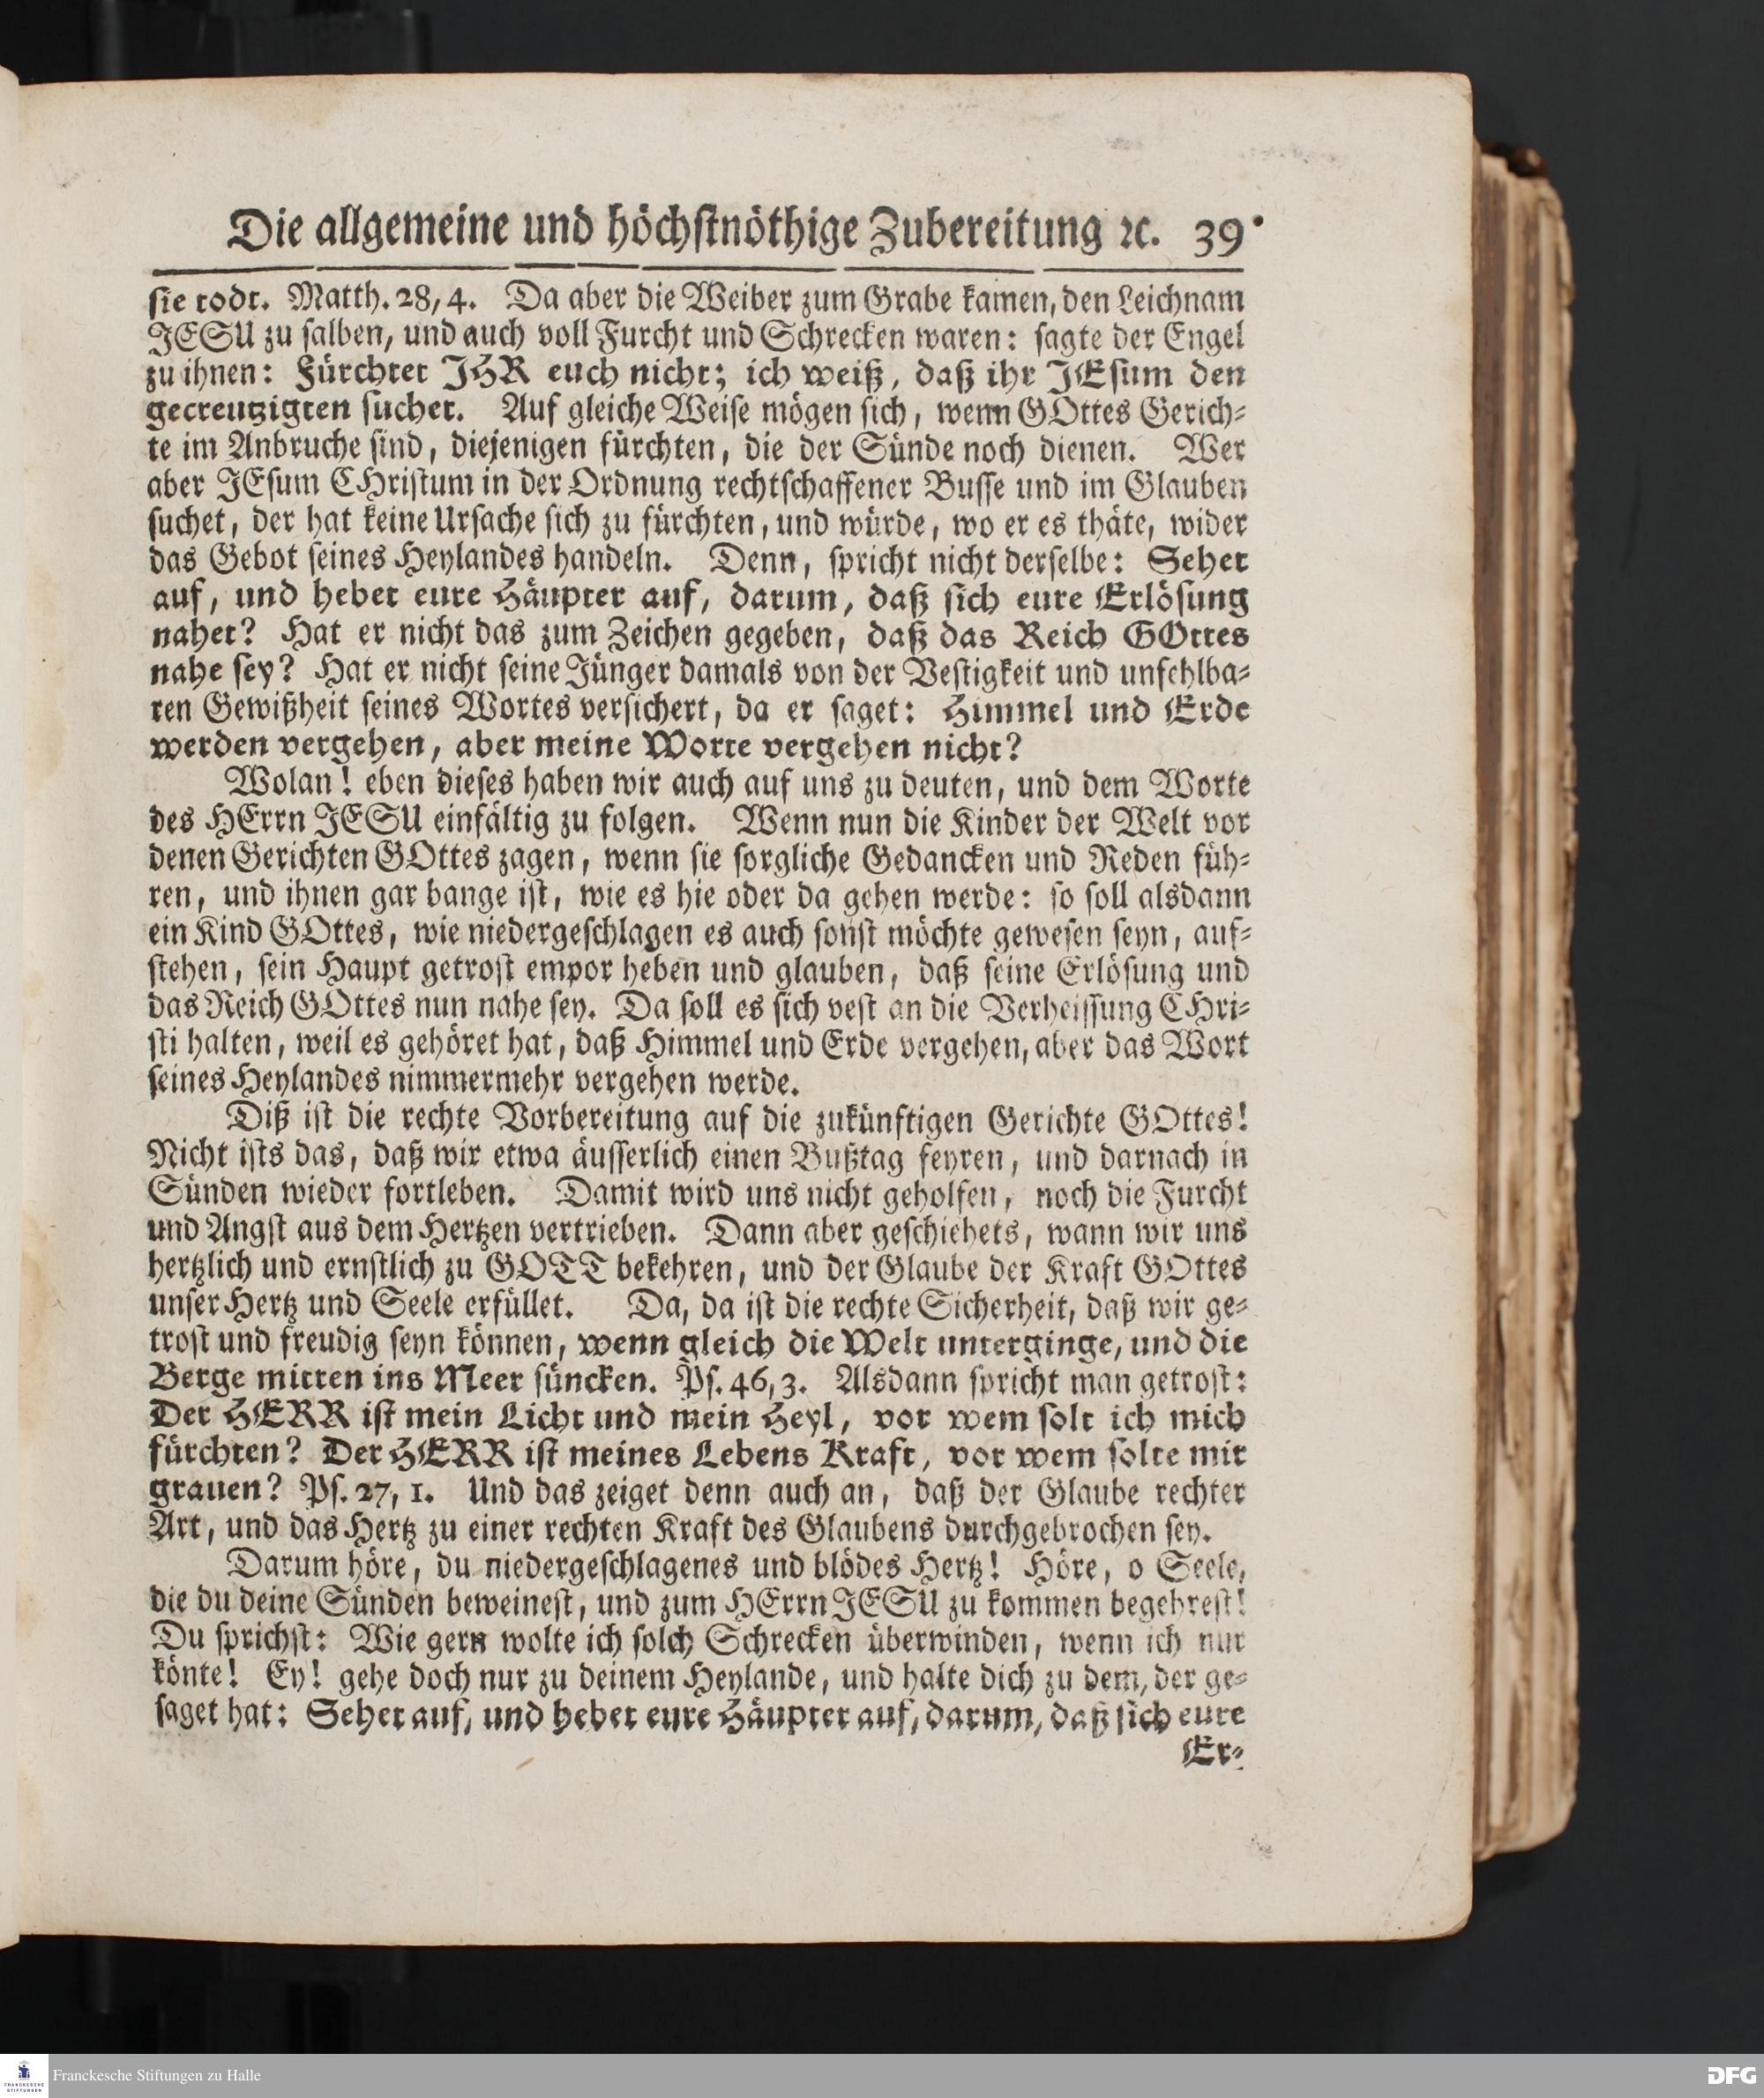 Die allgemeine und höchstnöthige Zubereitung ꝛc. 39
sie todt. Matth. 28, 4. Da aber die Weiber zum Grabe kamen, den Leichnam
JESU zu salben, und auch voll Furcht und Schrecken waren: sagte der Engel
zu ihnen: Fürchtet JHR euch nicht; ich weiß, daß ihr JEsum den
gecreutzigten suchet. Auf gleiche Weise mögen sich, wenn GOttes Gerich-
te im Anbruche sind, diejenigen fürchten, die der Sünde noch dienen. Wer
aber JEsum CHristum in der Ordnung rechtschaffener Busse und im Glauben
suchet, der hat keine Ursache sich zu fürchten, und würde, wo er es thäte, wider
das Gebot seines Heylandes handeln. Denn, spricht nicht derselbe: Sehet
auf, und hebet eure Häupter auf, darum, daß sich eure Erlösung
nahet? Hat er nicht das zum Zeichen gegeben, daß das Reich GOttes
nahe sey? Hat er nicht seine Jünger damals von der Vestigkeit und unfehlba-
ren Gewißheit seines Wortes versichert, da er saget: Himmel und Erde
werden vergehen, aber meine Worte vergehen nicht?
Wolan! eben dieses haben wir auch auf uns zu deuten, und dem Worte
des HErrn JESU einfältig zu folgen. Wenn nun die Kinder der Welt vor
denen Gerichten GOttes zagen, wenn sie sorgliche Gedancken und Reden füh-
ren, und ihnen gar bange ist, wie es hie oder da gehen werde: so soll alsdann
ein Kind GOttes, wie niedergeschlagen es auch sonst möchte gewesen seyn, auf-
stehen, sein Haupt getrost empor heben und glauben, daß seine Erlösung und
das Reich GOttes nun nahe sey. Da soll es sich vest an die Verheissung CHri-
sti halten, weil es gehöret hat, daß Himmel und Erde vergehen, aber das Wort
seines Heylandes nimmermehr vergehen werde.
Diß ist die rechte Vorbereitung auf die zukünftigen Gerichte GOttes!
Nicht ists das, daß wir etwa äusserlich einen Bußtag feyren, und darnach in
Sünden wieder fortleben. Damit wird uns nicht geholfen, noch die Furcht
und Angst aus dem Hertzen vertrieben. Dann aber geschiehets, wann wir uns
hertzlich und ernstlich zu GOTT bekehren, und der Glaube der Kraft GOttes
unser Hertz und Seele erfüllet. Da, da ist die rechte Sicherheit, daß wir ge-
trost und freudig seyn können, wenn gleich die Welt unterginge, und die
Berge mitten ins Meer süncken. Ps. 46, 3. Alsdann spricht man getrost:
Der HERR ist mein Licht und mein Heyl, vor wem solt ich mich
fürchten? Der HERR ist meines Lebens Kraft, vor wem solte mir
grauen? Ps. 27, 1. Und das zeiget denn auch an, daß der Glaube rechter
Art, und das Hertz zu einer rechten Kraft des Glaubens durchgebrochen sey.
Darum höre, du niedergeschlagenes und blödes Hertz! Höre, o Seele,
die du deine Sünden beweinest, und zum HErrn JESU zu kommen begehrest!
Du sprichst: Wie gern wolte ich solch Schrecken überwinden, wenn ich nur
könte! Ey! gehe doch nur zu deinem Heylande, und halte dich zu dem, der ge-
saget hat: Sehet auf, und hebet eure Häupter auf, darum, daß sich eure
Er-
FRANCKESCHE
STIFTUNGEN
Franckesche Stiftungen zu Halle
DFG